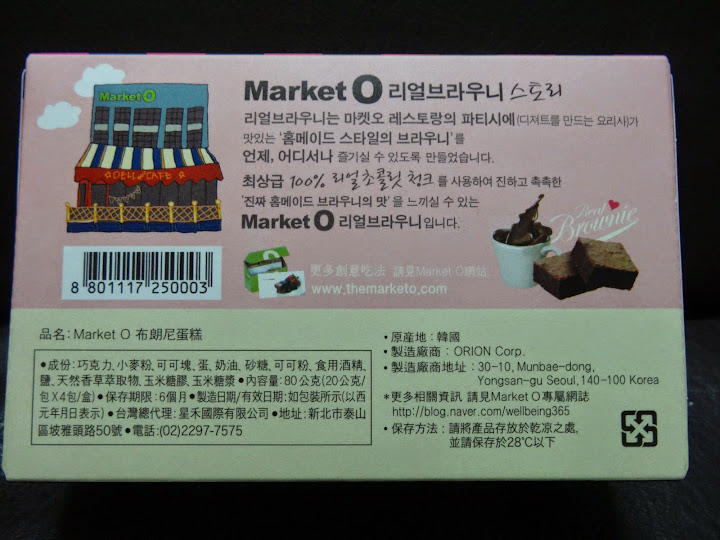 Market O
DELI CAFE
Market O 리얼브라우니 스토리
리얼브라우니는 마켓오 레스토랑의 파티시에(디저트를 만드는 요리사)가
맛있는 '홈메이드 스타일의 브라우니'를
언제, 어디서나 즐기실 수 있도록 만들었습니다.
최상급 100% 리얼초콜릿 청크를 사용하여 진하고 촉촉한
'진짜 홈메이드 브라우니의 맛'을 느끼실 수 있는
Market O 리얼브라우니입니다.
Real
Brownie
8 801117 250003
更多創意吃法 請見Market O網站
www.themarketo.com
品名: Market O 布朗尼蛋糕
●成份: 巧克力、小麥粉、可可塊、蛋、奶油、砂糖、可可粉、食用酒精、
鹽、天然香草萃取物、玉米糖膠、玉米糖漿 ●內容量: 80公克(20公克/
包X4包/盒) ●保存期限: 6個月 ●製造日期/有效日期: 如包裝所示(以西
元年月日表示) ●台灣總代理: 星禾國際有限公司 ●地址: 新北市泰山
區坡雅頭路50號 ●電話:(02)2297-7575
•原產地: 韓國
•製造廠商: ORION Corp.
•製造廠商地址: 30-10, Munbae-dong,
Yongsan-gu Seoul,140-100 Korea
*更多相關資訊 請見Market O專屬網誌
http://blog.naver.com/wellbeing365
•保存方法: 請將產品存放於乾涼之處,
並請保存於28℃以下